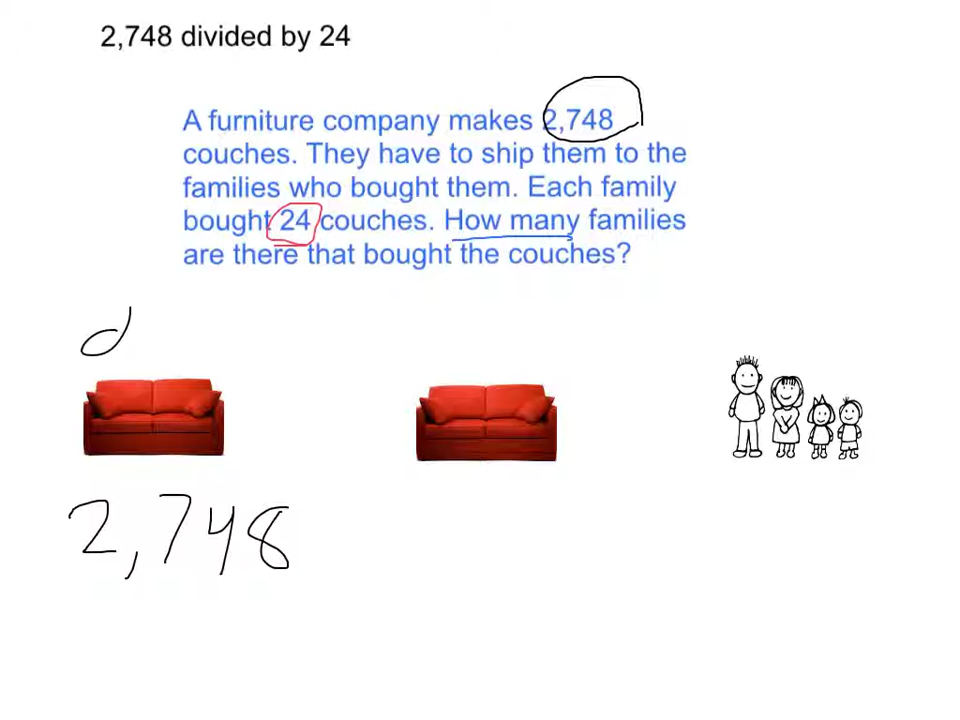 2,748 divided by 24
A furniture company makes 2,748
couches. They have to ship them to the
families who bought them. Each family
bought 24 couches. How many families
are there that bought the couches?
d
2,748